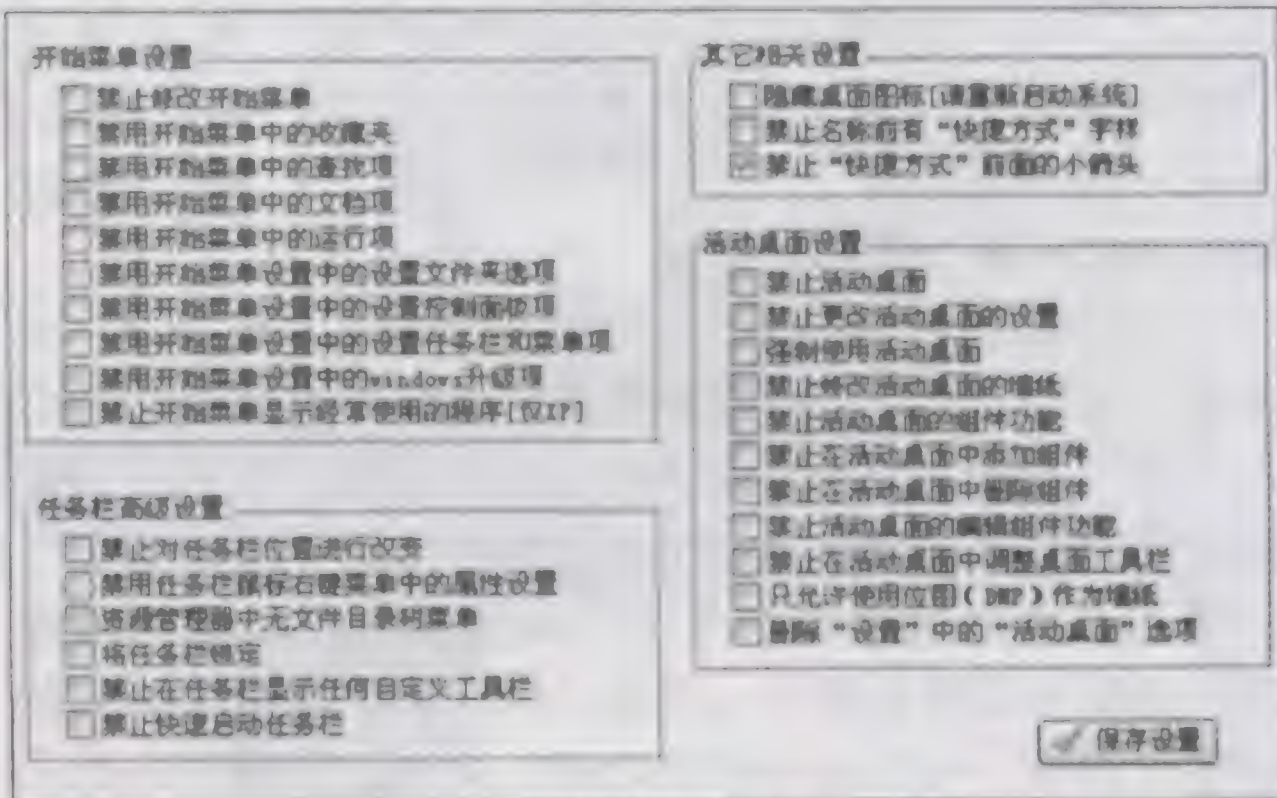 开始菜单设置
禁止修改开始菜单
禁用开始菜单中的收藏夹
禁用开始菜单中的查找项
禁用开始菜单中的文档项
禁用开始菜单中的运行项
禁用开始菜单设置中的设置文件夹选项
禁用开始菜单设置中的设置控制面板项
禁用开始菜单设置中的设置任务栏和菜单项
禁用开始菜单设置中的windows升级项
禁止开始菜单显示经常使用的程序[仅XP]
任务栏高级设置
禁止对任务栏位置进行改变
禁用任务栏鼠标右键菜单中的属性设置
资源管理器中无文件目录树菜单
将任务栏锁定
禁止在任务栏显示任何自定义工具栏
禁止快速启动任务栏
其它相关设置
隐藏桌面图标[请重新启动系统]
禁止名称前有“快捷方式”字样
禁止“快捷方式”前面的小箭头
活动桌面设置
禁止活动桌面
禁止更改活动桌面的设置
强制使用活动桌面
禁止修改活动桌面的墙纸
禁止活动桌面的组件功能
禁止在活动桌面中添加组件
禁止在活动桌面中删除组件
禁止活动桌面的编辑组件功能
禁止在活动桌面中调整桌面工具栏
只允许使用位图(BMP)作为墙纸
删除“设置”中的“活动桌面”选项
保存设置